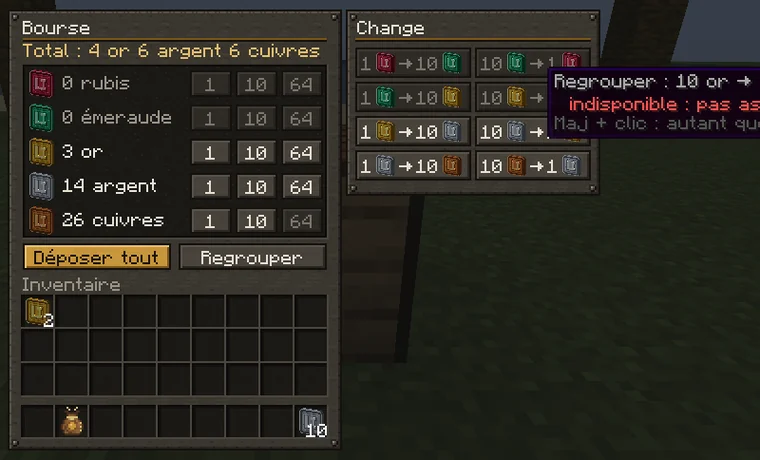 Bourse
Total : 4 or 6 argent 6 cuivres
0 rubis 1 10 64
0 émeraude 1 10 64
3 or 1 10 64
14 argent 1 10 64
26 cuivres 1 10 64
Déposer tout Regrouper
Inventaire
2
10
Change
1 → 10 10 → 1
1 → 10 10 →
1 → 10 10 →
1 → 10 10 → 1
Regrouper : 10 or →
indisponible : pas as
Maj + clic : autant que